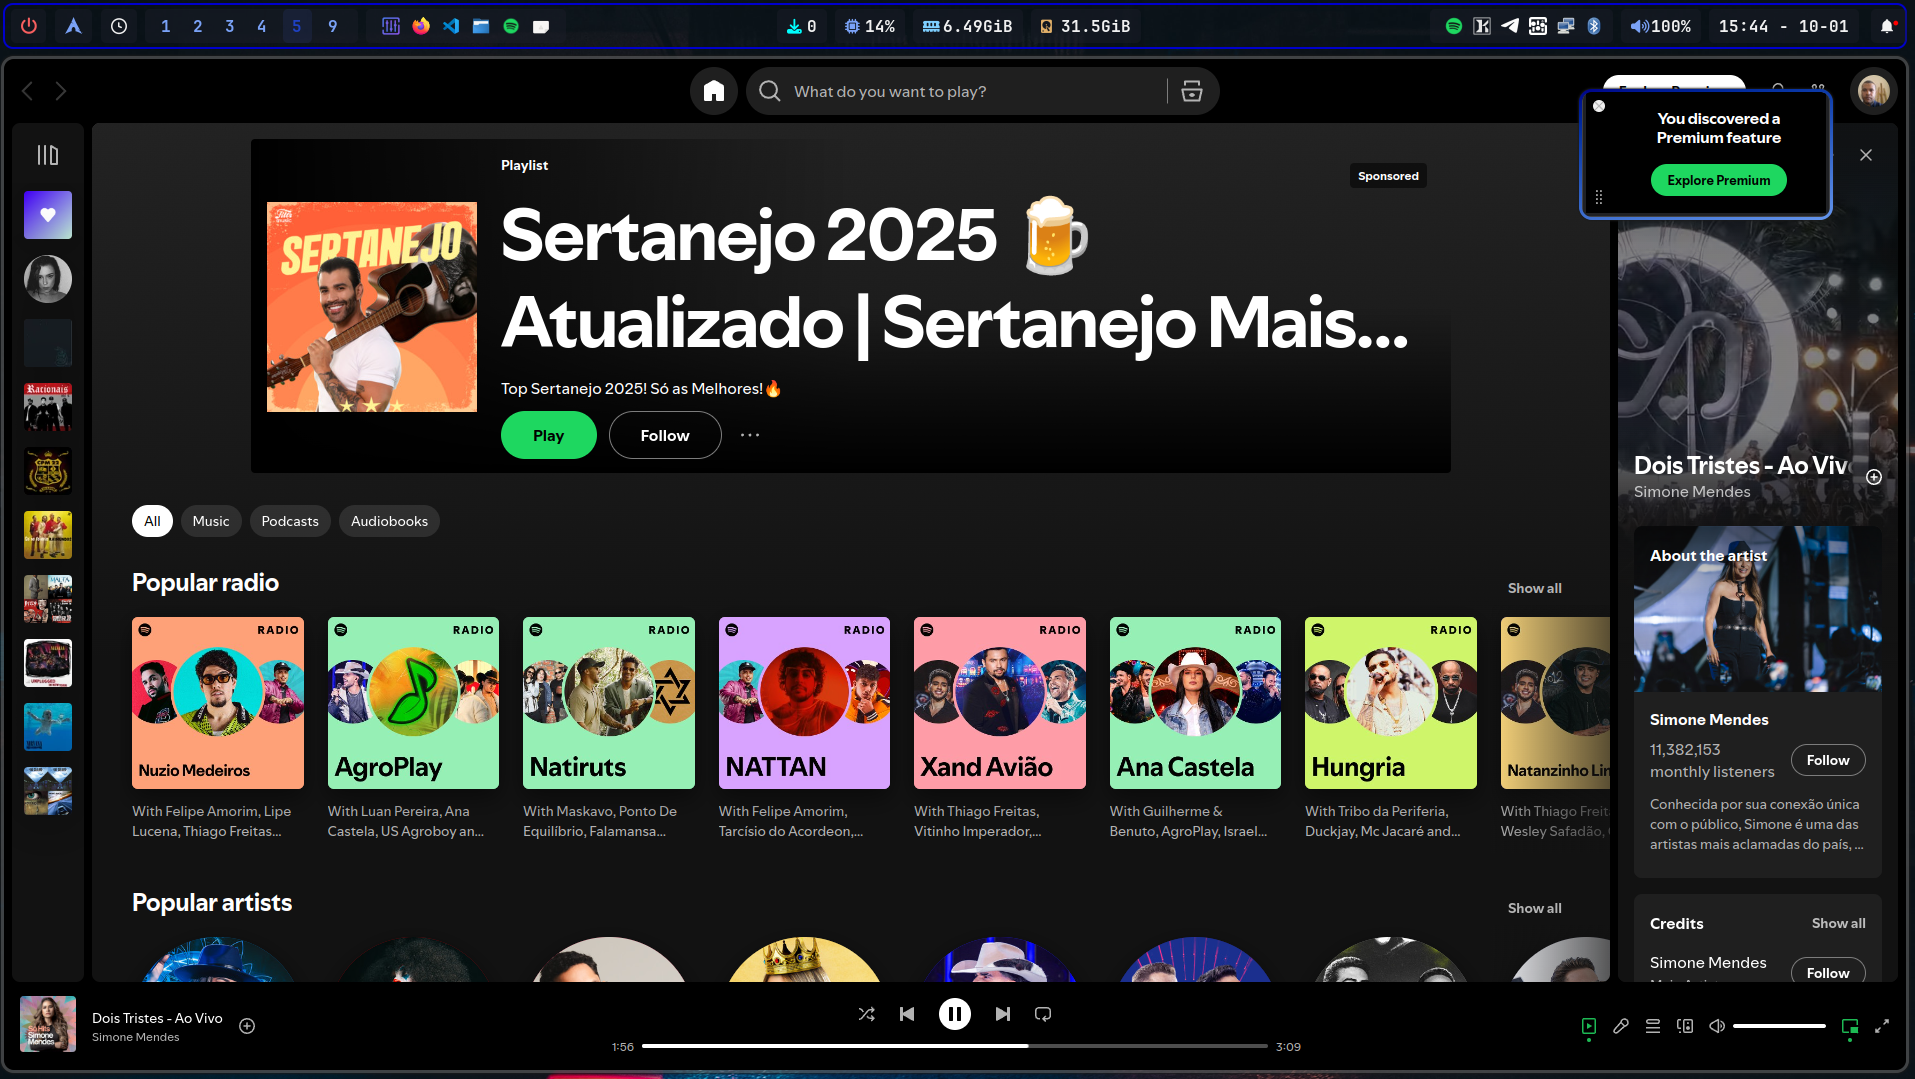 1 2 3 4 5 9
0
14%
6.49GiB
31.5GiB
100%
15:44 - 10-01
What do you want to play?
You discovered a
Premium feature
Explore Premium
Playlist
Sponsored
SERTANEJO
Sertanejo 2025 🍺
Atualizado | Sertanejo Mais...
Top Sertanejo 2025! Só as Melhores!🔥
Play
Follow
Racionais
Dois Tristes - Ao Viv
Simone Mendes
All
Music
Podcasts
Audiobooks
Popular radio
Show all
RADIO
Nuzio Medeiros
With Felipe Amorim, Lipe
Lucena, Thiago Freitas...
RADIO
AgroPlay
With Luan Pereira, Ana
Castela, US Agroboy an...
RADIO
Natiruts
With Maskavo, Ponto De
Equilíbrio, Falamansa...
RADIO
NATTAN
With Felipe Amorim,
Tarcísio do Acordeon,...
RADIO
Xand Avião
With Thiago Freitas,
Vitinho Imperador,...
RADIO
Ana Castela
With Guilherme &
Benuto, AgroPlay, Israel...
RADIO
Hungria
With Tribo da Periferia,
Duckjay, Mc Jacaré and...
Natanzinho Lin
With Thiago Freit
Wesley Safadão,
Popular artists
Show all
About the artist
Simone Mendes
11,382,153
monthly listeners
Follow
Conhecida por sua conexão única
com o público, Simone é uma das
artistas mais aclamadas do país, ...
Credits
Show all
Simone Mendes
Follow
Só Hits
Simone
Mendes
Dois Tristes - Ao Vivo
Simone Mendes
1:56
3:09